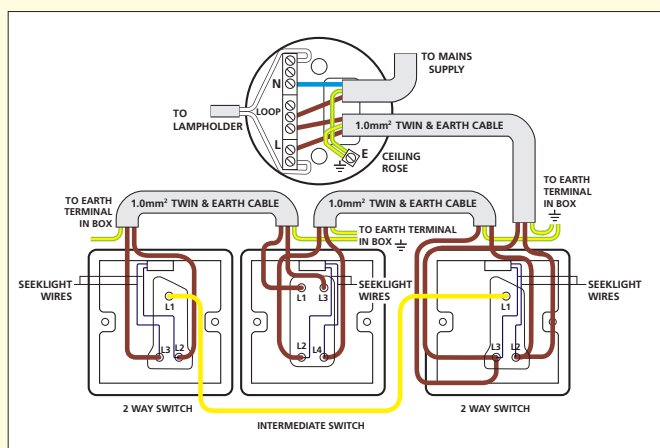 TO MAINS
SUPPLY
N
TO
LAMPHOLDER
LOOP
1.0mm² TWIN & EARTH CABLE
L
E
CEILING
ROSE
TO EARTH
TERMINAL
IN BOX
1.0mm² TWIN & EARTH CABLE
1.0mm² TWIN & EARTH CABLE
TO EARTH
TERMINAL
IN BOX
TO EARTH TERMINAL
IN BOX
SEEKLIGHT
WIRES
L1
L3 L2
L1 L3
L2 L4
SEEKLIGHT
WIRES
L1
L3 L2
SEEKLIGHT
WIRES
2 WAY SWITCH
INTERMEDIATE SWITCH
2 WAY SWITCH